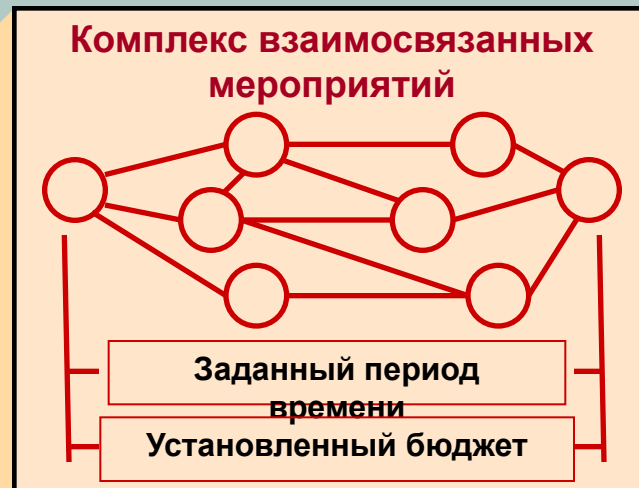 Комплекс взаимосвязанных
мероприятий
Заданный период
времени
Установленный бюджет